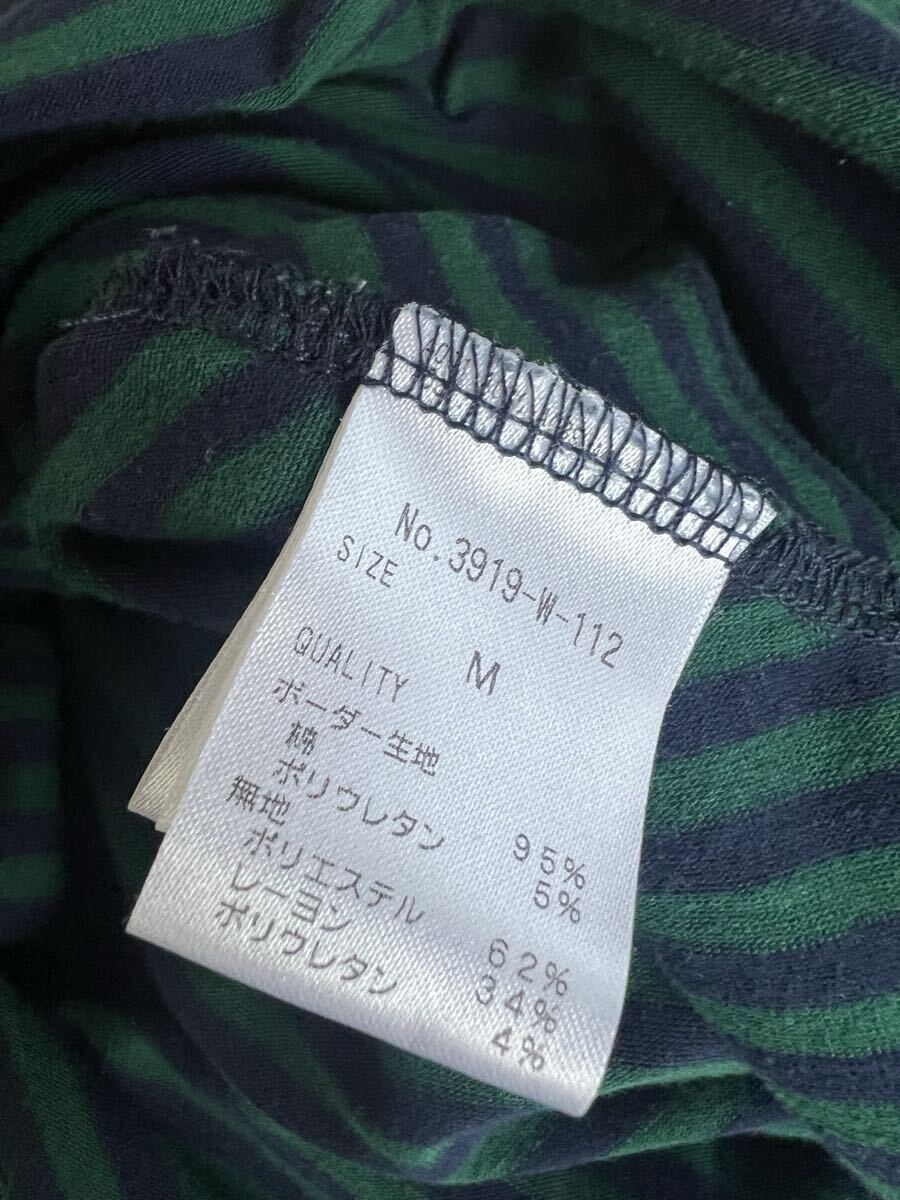 No.3919-W-112
SIZE M
QUALITY
ボーダー生地
綿 95%
ポリウレタン 5%
無地
ポリエステル 62%
レーヨン 34%
ポリウレタン 4%